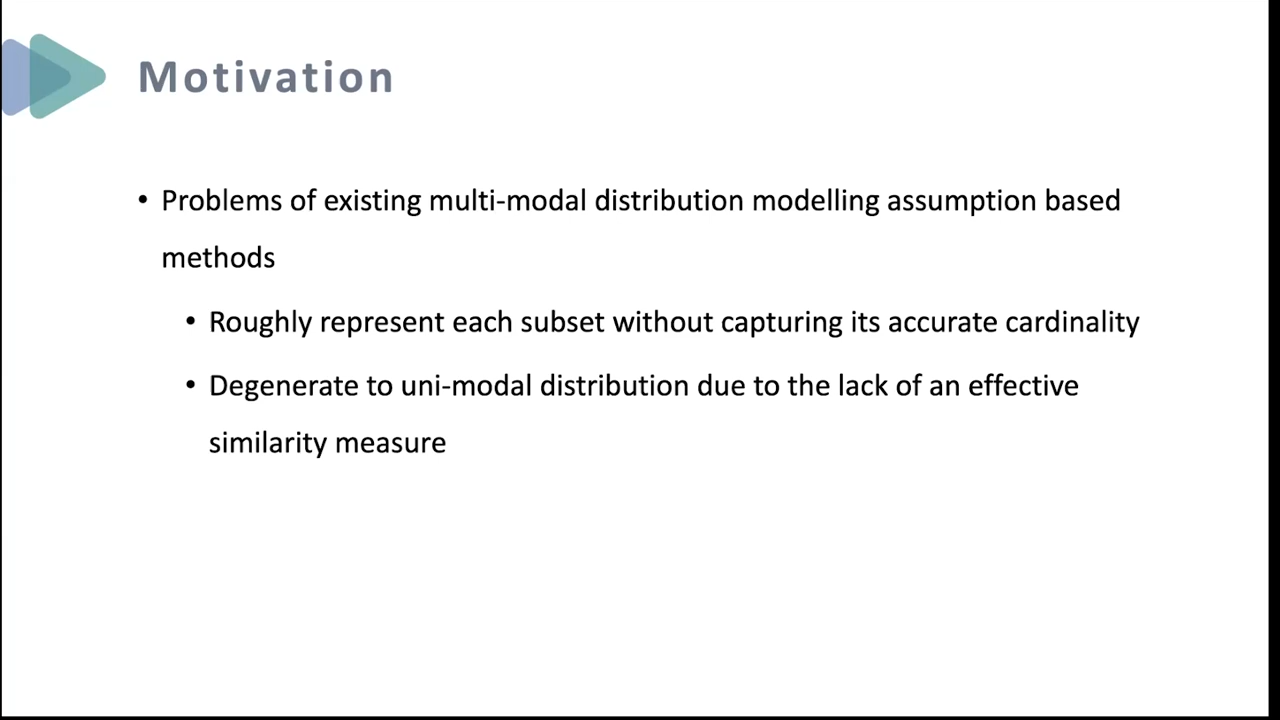 Motivation
• Problems of existing multi-modal distribution modelling assumption based
methods
• Roughly represent each subset without capturing its accurate cardinality
• Degenerate to uni-modal distribution due to the lack of an effective
similarity measure